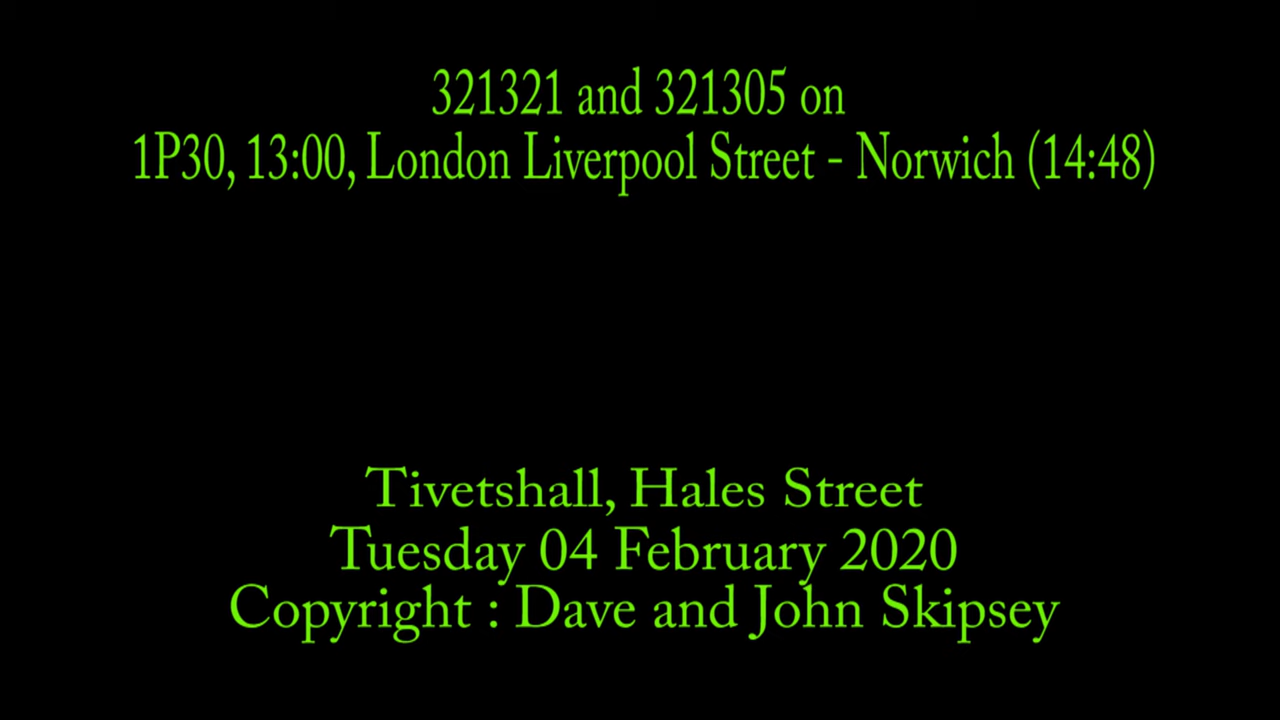 321321 and 321305 on
1P30, 13:00, London Liverpool Street - Norwich (14:48)
Tivetshall, Hales Street
Tuesday 04 February 2020
Copyright : Dave and John Skipsey